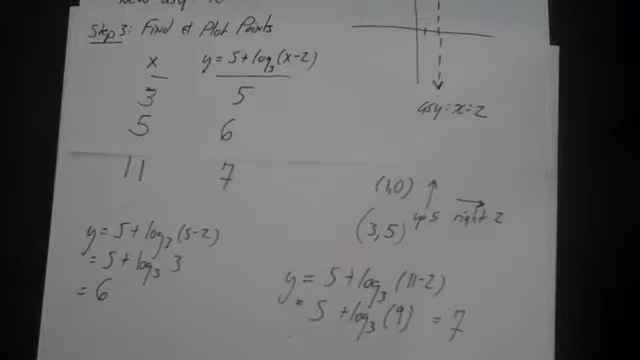 new asy: x
Step 3: Find & Plot Points
x y = 5 + log₃(x-2)
3 5
5 6
11 7
asy: x=2
(1,0) up 5 right 2
(3,5)
y = 5 + log₃(5-2)
= 5 + log₃ 3
= 6
y = 5 + log₃(11-2)
= 5 + log₃(9) = 7